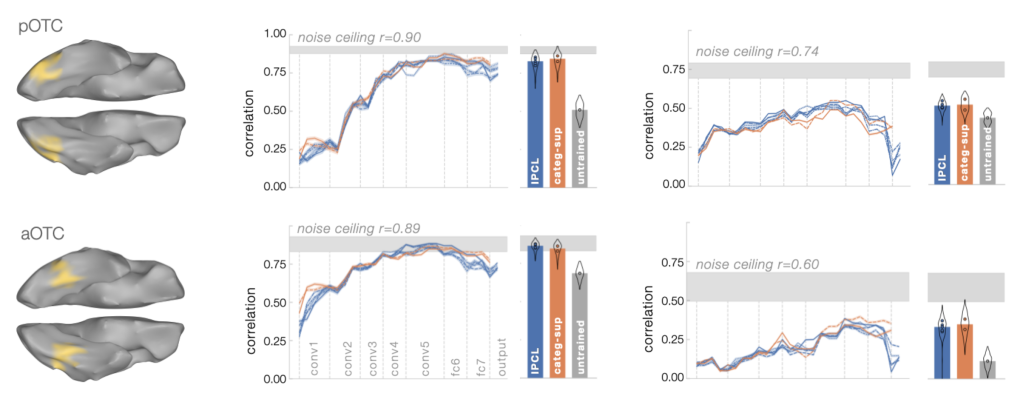 pOTC
noise ceiling r=0.90
correlation
1.00
0.75
0.50
0.25
0.00
IPCL
categ-sup
untrained
noise ceiling r=0.74
correlation
0.75
0.50
0.25
0.00
IPCL
categ-sup
untrained
aOTC
noise ceiling r=0.89
correlation
0.75
0.50
0.25
0.00
conv1
conv2
conv3
conv4
conv5
fc6
fc7
output
IPCL
categ-sup
untrained
noise ceiling r=0.60
correlation
0.75
0.50
0.25
0.00
IPCL
categ-sup
untrained